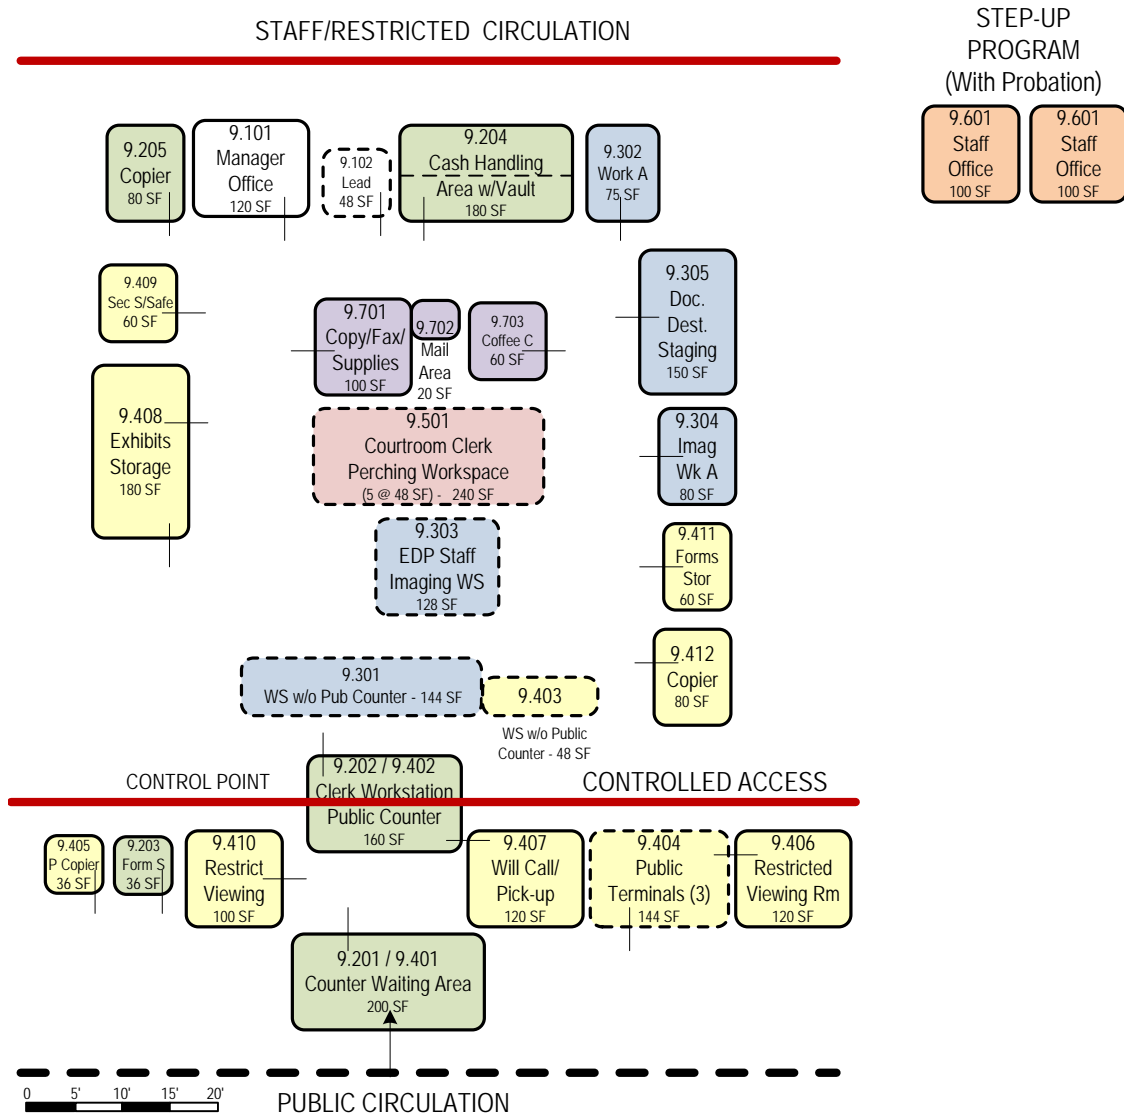 STAFF/RESTRICTED CIRCULATION
STEP-UP
PROGRAM
(With Probation)
9.601
Staff
Office
100 SF
9.601
Staff
Office
100 SF
9.205
Copier
80 SF
9.101
Manager
Office
120 SF
9.102
Lead
48 SF
9.204
Cash Handling
Area w/Vault
180 SF
9.302
Work A
75 SF
9.409
Sec S/Safe
60 SF
9.701
Copy/Fax/
Supplies
100 SF
9.702
Mail
Area
20 SF
9.703
Coffee C
60 SF
9.305
Doc.
Dest.
Staging
150 SF
9.408
Exhibits
Storage
180 SF
9.501
Courtroom Clerk
Perching Workspace
(5 @ 48 SF) - 240 SF
9.304
Imag
Wk A
80 SF
9.303
EDP Staff
Imaging WS
128 SF
9.411
Forms
Stor
60 SF
9.301
WS w/o Pub Counter - 144 SF
9.403
WS w/o Public
Counter - 48 SF
9.412
Copier
80 SF
CONTROL POINT
9.202 / 9.402
Clerk Workstation
Public Counter
160 SF
CONTROLLED ACCESS
9.405
P Copier
36 SF
9.203
Form S
36 SF
9.410
Restrict
Viewing
100 SF
9.407
Will Call/
Pick-up
120 SF
9.404
Public
Terminals (3)
144 SF
9.406
Restricted
Viewing Rm
120 SF
9.201 / 9.401
Counter Waiting Area
200 SF
0 5' 10' 15' 20'
PUBLIC CIRCULATION